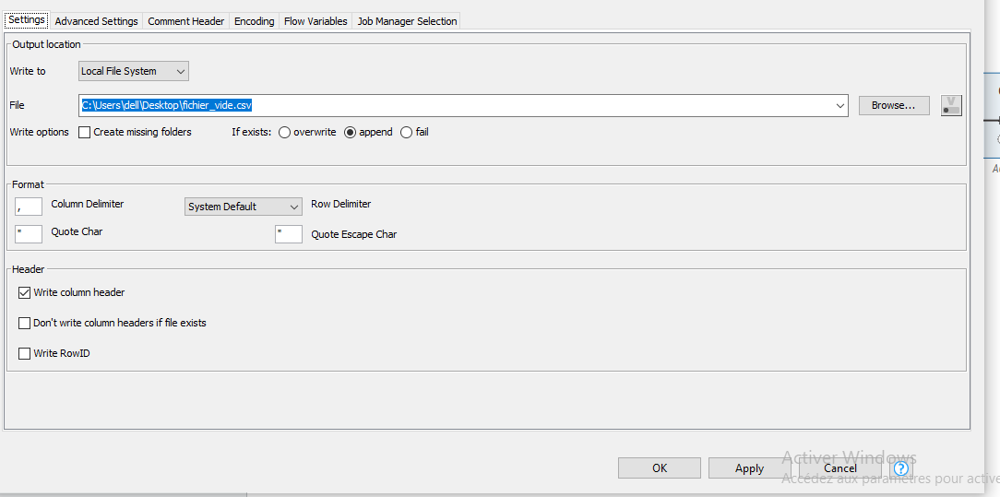 Settings Advanced Settings Comment Header Encoding Flow Variables Job Manager Selection
Output location
Write to Local File System
File C:\Users\dell\Desktop\fichier_vide.csv Browse... V
Write options Create missing folders If exists: overwrite append fail
Format
, Column Delimiter System Default Row Delimiter
" Quote Char " Quote Escape Char
Header
Write column header
Don't write column headers if file exists
Write RowID
Activer Windows
OK Apply Cancel ?
Accédez aux paramètres pour active